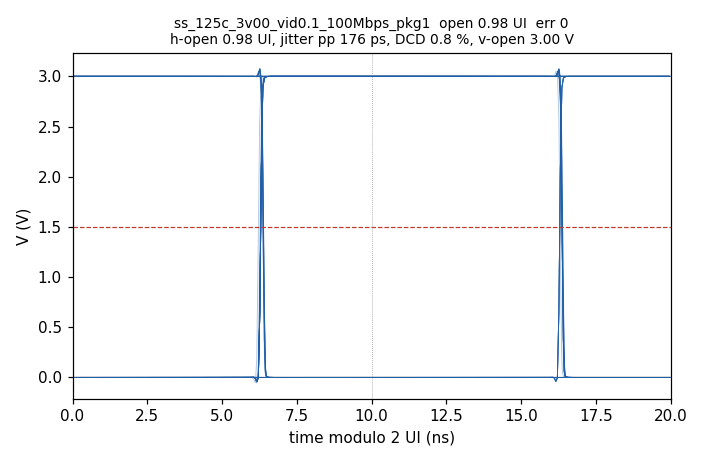 ss_125c_3v00_vid0.1_100Mbps_pkg1  open 0.98 UI  err 0
h-open 0.98 UI, jitter pp 176 ps, DCD 0.8 %, v-open 3.00 V
3.0
2.5
2.0
1.5
1.0
0.5
0.0
V (V)
0.0 2.5 5.0 7.5 10.0 12.5 15.0 17.5 20.0
time modulo 2 UI (ns)